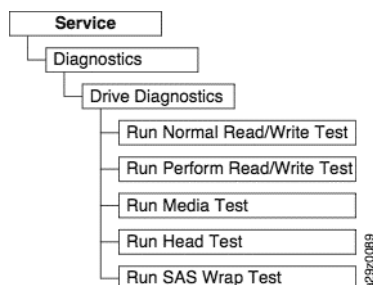 Service
Diagnostics
Drive Diagnostics
Run Normal Read/Write Test
Run Perform Read/Write Test
Run Media Test
Run Head Test
Run SAS Wrap Test
a29z0089